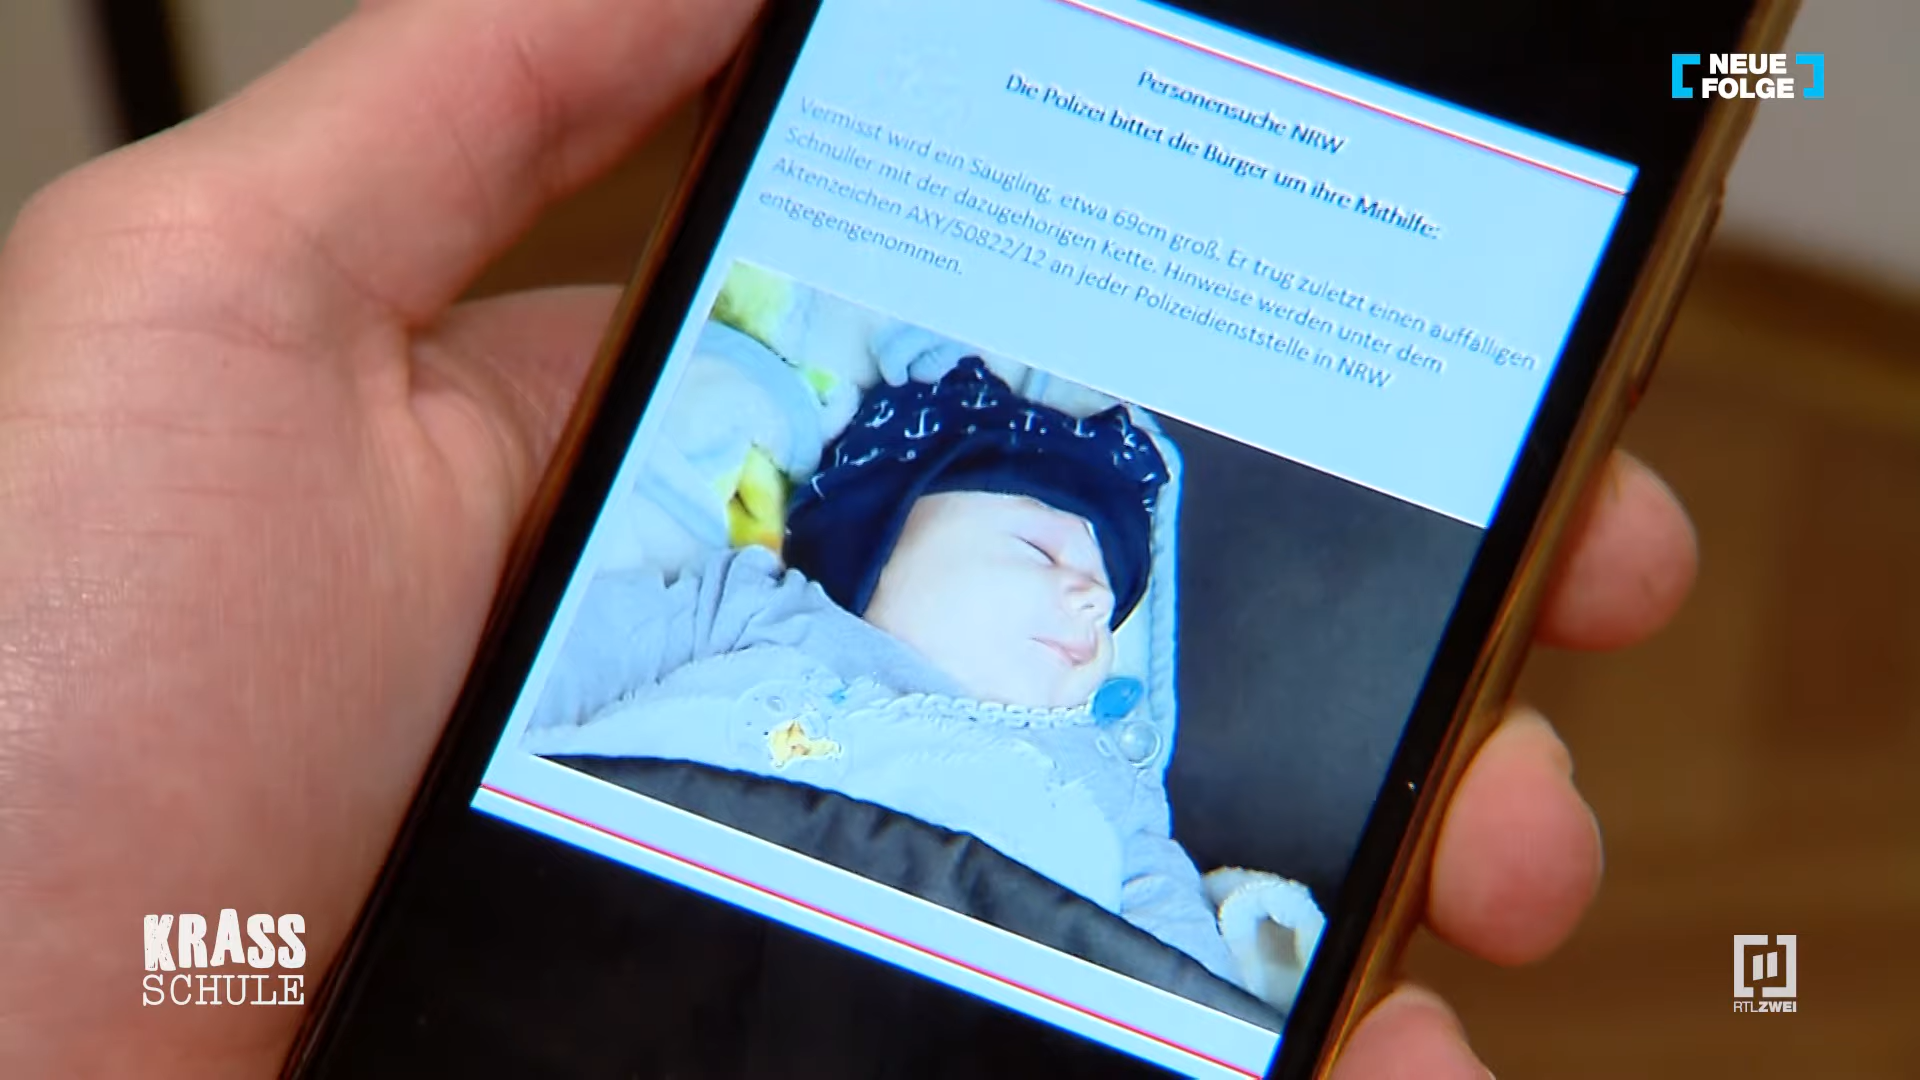 NEUE
FOLGE
Personensuche NRW
Die Polizei bittet die Bürger um ihre Mithilfe:
Vermisst wird ein Säugling, etwa 69cm groß. Er trug zuletzt einen auffälligen
Schnuller mit der dazugehörigen Kette. Hinweise werden unter dem
Aktenzeichen AXY/50822/12 an jeder Polizeidienststelle in NRW
entgegengenommen.
KRASS
SCHULE
RTLZWEI